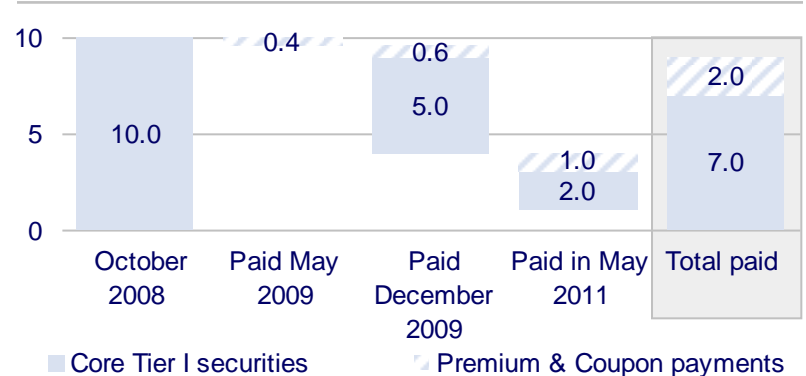 10
5
0
10.0
0.4
0.6
5.0
1.0
2.0
2.0
7.0
October
2008
Paid May
2009
Paid
December
2009
Paid in May
2011
Total paid
Core Tier I securities
Premium & Coupon payments